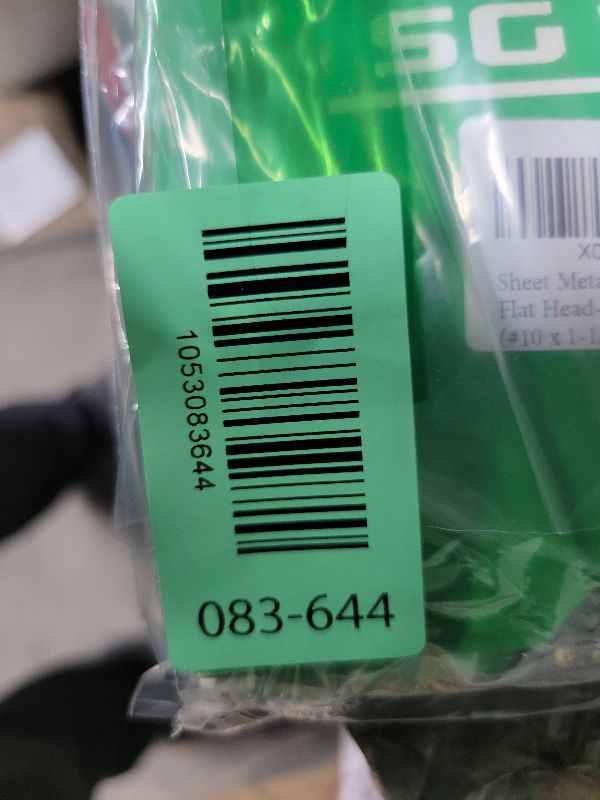 SG
X0
Sheet Meta
Flat Head-
(#10 x 1-1/
1053083644
083-644